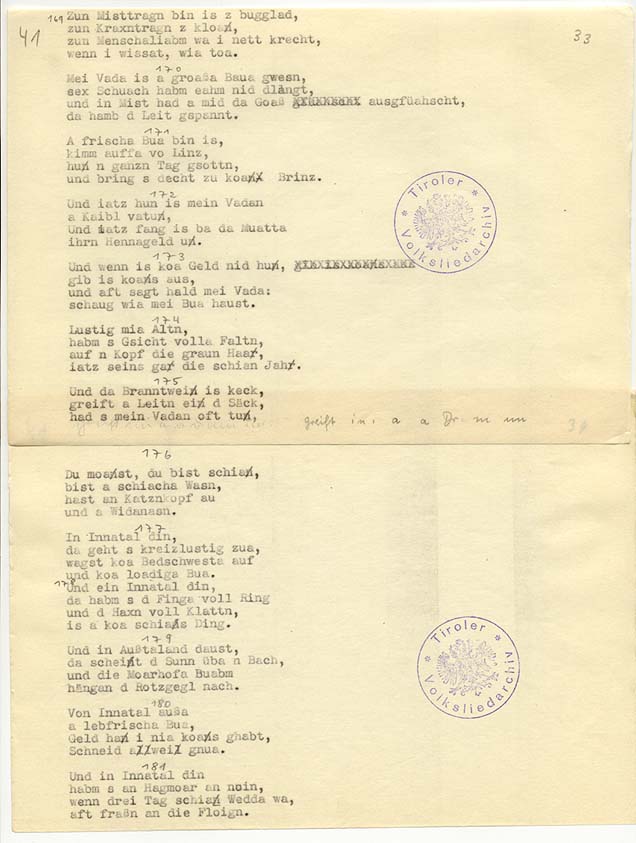 41
33
169 Zun Misttragn bin is z bugglad,
zun Kraxntragn z kloan,
zun Menschaliabm wa i nett krecht,
wenn i wissat, wia toa.
170
Mei Vada is a groaßa Baua gwesn,
sex Schuach habm eahm nid dlångt,
und in Mist had a mid da Goaß ausgfüahscht,
da hamb d Leit gspannt.
171
A frischa Bua bin is,
kimm auffa vo Linz,
hun n ganzn Tag gsottn,
und bring s decht zu koan Brinz.
172
Und iatz hun is mein Vadan
a Kaibl vatun,
Und iatz fang is ba da Muatta
ihrn Hennageld un.
173
Und wenn is koa Geld nid hun,
gib is koans aus,
und aft sagt hald mei Vada:
schaug wia mei Bua haust.
174
Lustig mia Altn,
habm s Gsicht volla Faltn,
auf n Kopf die graun Haar,
iatz seins gar die schian Jahr.
175
Und da Branntwein is keck,
greift a Leitn ein d Säck,
had s mein Vadan oft tun,
greift
176
Du moanst, du bist schian,
bist a schiacha Wasn,
hast an Katznkopf au
und a Widanasn.
177
In Innatal din,
da geht s kreizlustig zua,
wagst koa Bedschwesta auf
und koa loadiga Bua.
178 Und ein Innatal din,
da habm s d Finga voll Ring
und d Haxn voll Klattn,
is a koa schians Ding.
179
Und in Außtaland daust,
da scheint d Sunn üba n Bach,
und die Moarhofa Buabm
hängan d Rotzgegl nach.
180
Von Innatal außa
a lebfrischa Bua,
Geld han i nia koans ghabt,
Schneid allweil gnua.
181
Und in Innatal din
habm s an Hagmoar an noin,
wenn drei Tag schian Wedda wa,
aft fraßn an die Floign.
Tiroler Volksliedarchiv
Tiroler Volksliedarchiv